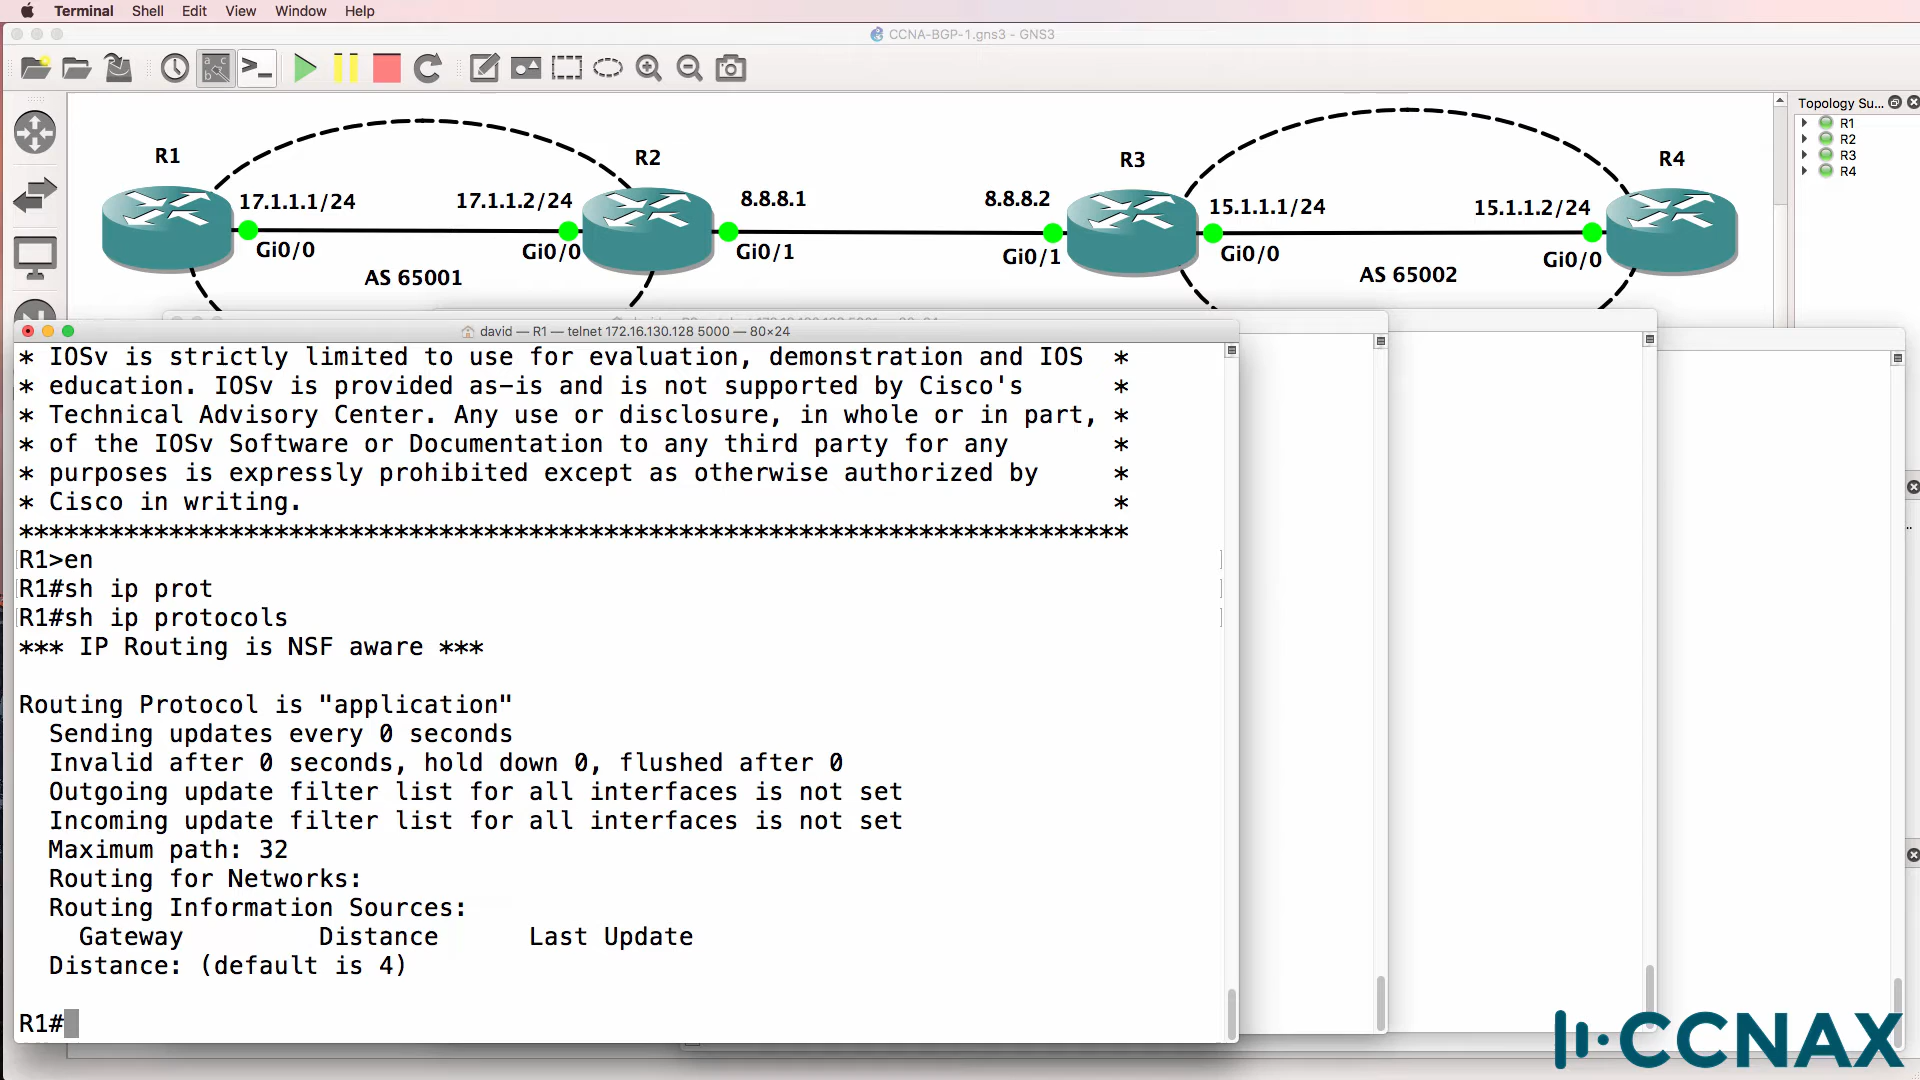 Terminal Shell Edit View Window Help
CCNA-BGP-1.gns3 - GNS3
Topology Su...
R1
R2
R3
R4
R1
R2
R3
R4
17.1.1.1/24
17.1.1.2/24
8.8.8.1
8.8.8.2
15.1.1.1/24
15.1.1.2/24
Gi0/0
Gi0/0
Gi0/1
Gi0/1
Gi0/0
Gi0/0
AS 65001
AS 65002
david — R1 — telnet 172.16.130.128 5000 — 80×24
* IOSv is strictly limited to use for evaluation, demonstration and IOS *
* education. IOSv is provided as-is and is not supported by Cisco's *
* Technical Advisory Center. Any use or disclosure, in whole or in part, *
* of the IOSv Software or Documentation to any third party for any *
* purposes is expressly prohibited except as otherwise authorized by *
* Cisco in writing. *
**************************************************************************
R1>en
R1#sh ip prot
R1#sh ip protocols
*** IP Routing is NSF aware ***
Routing Protocol is "application"
Sending updates every 0 seconds
Invalid after 0 seconds, hold down 0, flushed after 0
Outgoing update filter list for all interfaces is not set
Incoming update filter list for all interfaces is not set
Maximum path: 32
Routing for Networks:
Routing Information Sources:
Gateway Distance Last Update
Distance: (default is 4)
R1#
CCNAX